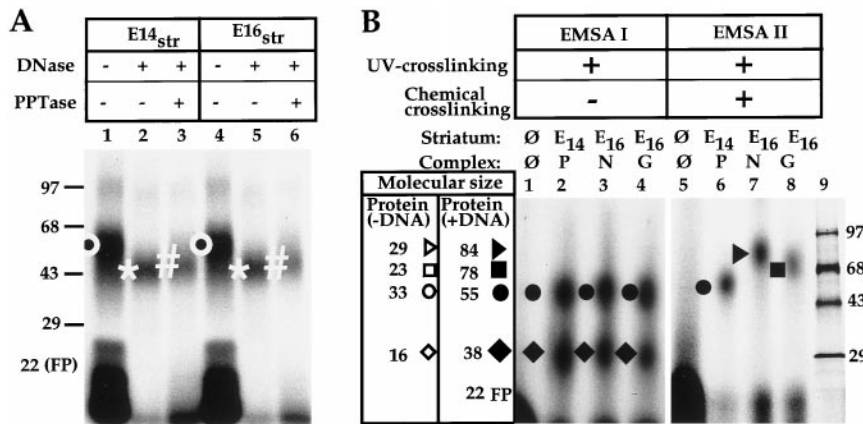 A
E14str E16str
DNase - + + - + +
PPTase - - + - - +
1 2 3 4 5 6
97
68
43
29
22 (FP)
* # * #
B
EMSA I EMSA II
UV-crosslinking + +
Chemical
crosslinking - +
Striatum: Ø E14 E16 E16 Ø E14 E16 E16
Complex: Ø P N G Ø P N G
Molecular size 1 2 3 4 5 6 7 8 9
Protein Protein
(-DNA) (+DNA)
29 84
23 78
33 55
16 38
22 FP
97
68
43
29